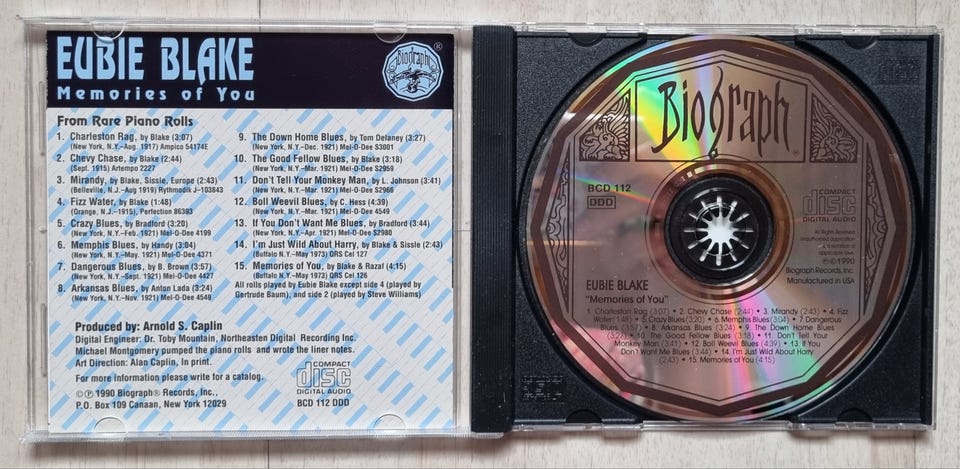 EUBIE BLAKE
Memories of You
Biograph
®
From Rare Piano Rolls
1. Charleston Rag, by Blake (3:07)
(New York, N.Y.–Aug. 1917) Ampico 54174E
2. Chevy Chase, by Blake (2:44)
(Sept. 1915) Artempo 2227
3. Mirandy, by Blake, Sissle, Europe (2:43)
(Belleville, N.J.–Aug 1919) Rythmodik J–103843
4. Fizz Water, by Blake (1:48)
(Orange, N.J.–1915), Perfection 86393
5. Crazy Blues, by Bradford (3:20)
(New York, N.Y.–Feb. 1921) Mel-O-Dee 4199
6. Memphis Blues, by Handy (3:04)
(New York, N.Y.–May. 1921) Mel-O-Dee 4371
7. Dangerous Blues, by B. Brown (3:57)
(New York, N.Y.–Sept. 1921) Mel-O-Dee 4427
8. Arkansas Blues, by Anton Lada (3:24)
(New York, N.Y.–Nov. 1921) Mel-O-Dee 4549
9. The Down Home Blues, by Tom Delaney (3:27)
(New York, N.Y.–Dec. 1921) Mel-O-Dee S3001
10. The Good Fellow Blues, by Blake (3:18)
(New York, N.Y.–Mar. 1921) Mel-O-Dee S2959
11. Don't Tell Your Monkey Man, by L. Johnson (3:41)
(New York, N.Y.–Mar. 1921) Mel-O-Dee S2966
12. Boll Weevil Blues, by C. Hess (4:39)
(New York, N.Y.–Mar. 1921) Mel-O-Dee 4549
13. If You Don't Want Me Blues, by Bradford (3:44)
(New York, N.Y.–Apr. 1921) Mel-O-Dee S2980
14. I'm Just Wild About Harry, by Blake & Sissle (2:43)
(Buffalo N.Y.–May 1973) QRS Cel 127
15. Memories of You, by Blake & Razaf (4:15)
(Buffalo N.Y.–May 1973) QRS Cel 126
All rolls played by Eubie Blake except side 4 (played by
Gertrude Baum), and side 2 (played by Steve Williams)
Produced by: Arnold S. Caplin
Digital Engineer: Dr. Toby Mountain, Northeasten Digital Recording Inc.
Michael Montgomery pumped the piano rolls and wrote the liner notes.
Art Direction: Alan Caplin, In print.
For more information please write for a catalog.
©℗ 1990 Biograph® Records, Inc.,
P.O. Box 109 Canaan, New York 12029
COMPACT
disc
DIGITAL AUDIO
BCD 112 DDD
Biograph
BCD 112
DDD
COMPACT
disc
DIGITAL AUDIO
All Rights Reserved
Unauthorized duplication
is a violation of
applicable laws.
℗©1990
Biograph Records, Inc.
Manufactured in USA
EUBIE BLAKE
"Memories of You"
1. Charleston Rag (3:07) • 2. Chevy Chase (2:44) • 3. Mirandy (2:43) • 4. Fizz
Water (1:48) • 5. Crazy Blues (3:20) • 6. Memphis Blues (3:04) • 7. Dangerous
Blues (3:57) • 8. Arkansas Blues (3:24) • 9. The Down Home Blues
(3:27) • 10. The Good Fellow Blues (3:18) • 11. Don't Tell Your
Monkey Man (3:41) • 12. Boll Weevil Blues (4:39) • 13. If You
Don't Want Me Blues (3:44) • 14. I'm Just Wild About Harry
(2:43) • 15. Memories of You (4:15)